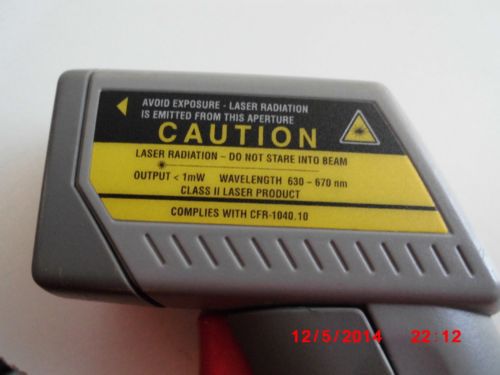 AVOID EXPOSURE - LASER RADIATION
IS EMITTED FROM THIS APERTURE
CAUTION
LASER RADIATION - DO NOT STARE INTO BEAM
OUTPUT < 1mW WAVELENGTH 630 - 670 nm
CLASS II LASER PRODUCT
COMPLIES WITH CFR-1040.10
12/5/2014 22:12